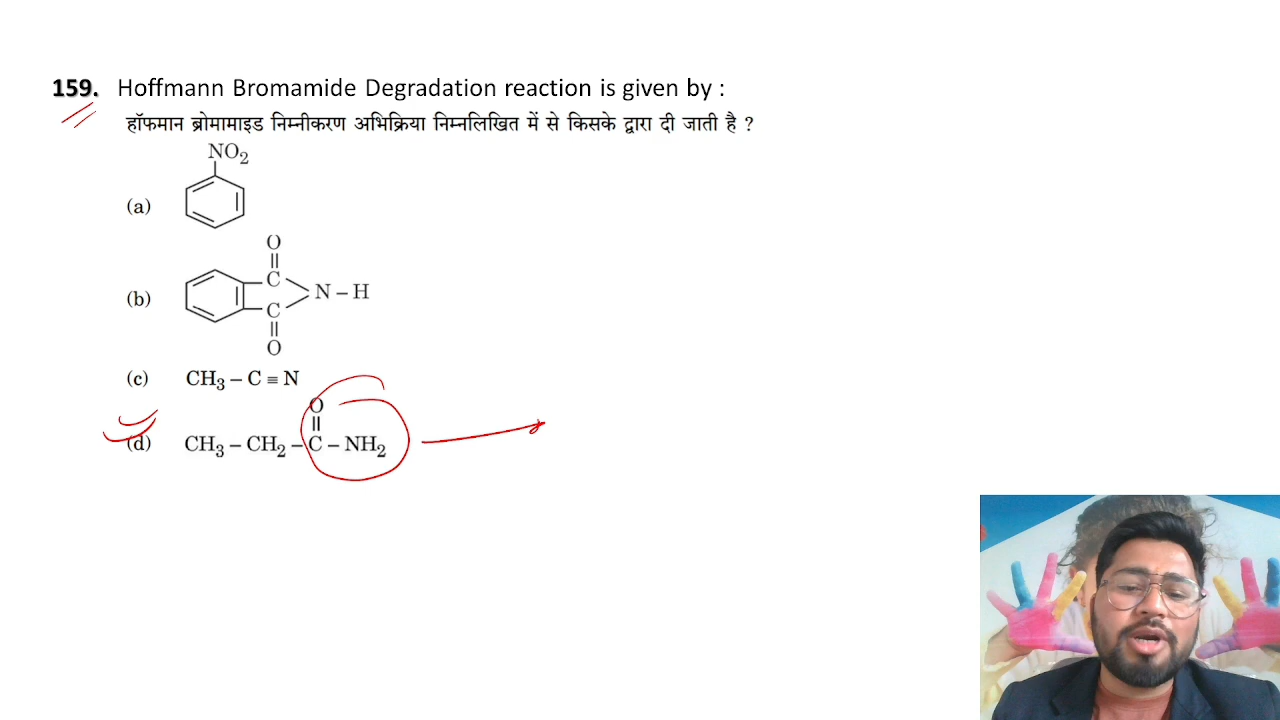 159. Hoffmann Bromamide Degradation reaction is given by :
हॉफमान ब्रोमामाइड निम्नीकरण अभिक्रिया निम्नलिखित में से किसके द्वारा दी जाती है ?
NO₂
(a)
O
||
C
(b) N – H
C
||
O
(c) CH₃ – C ≡ N
O
||
(d) CH₃ – CH₂ – C – NH₂